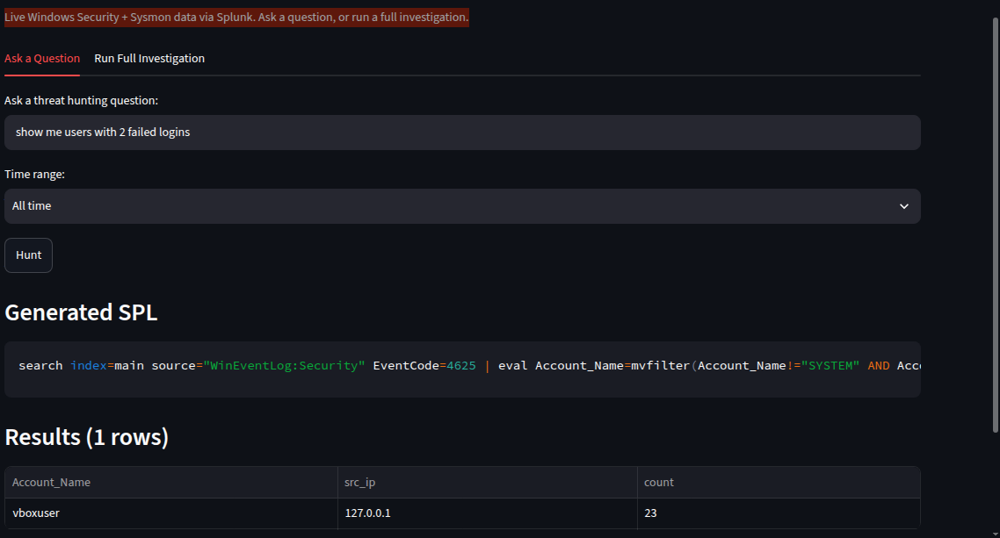 Live Windows Security + Sysmon data via Splunk. Ask a question, or run a full investigation.
Ask a Question Run Full Investigation
Ask a threat hunting question:
show me users with 2 failed logins
Time range:
All time
Hunt
Generated SPL
search index=main source="WinEventLog:Security" EventCode=4625 | eval Account_Name=mvfilter(Account_Name!="SYSTEM" AND Acco
Results (1 rows)
Account_Name src_ip count
vboxuser 127.0.0.1 23